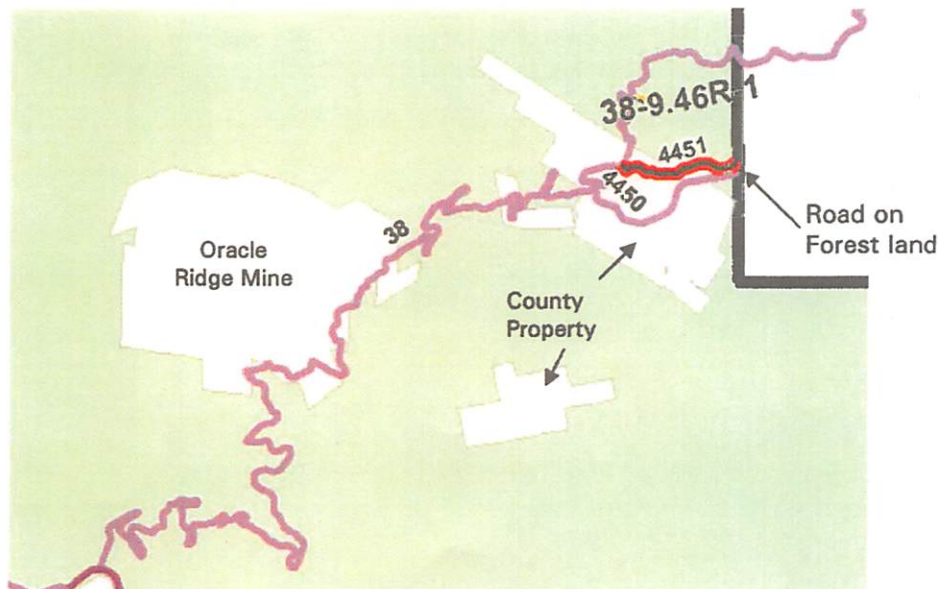 38-9.46R-1
4451
4450
38
Road on
Forest land
Oracle
Ridge Mine
County
Property